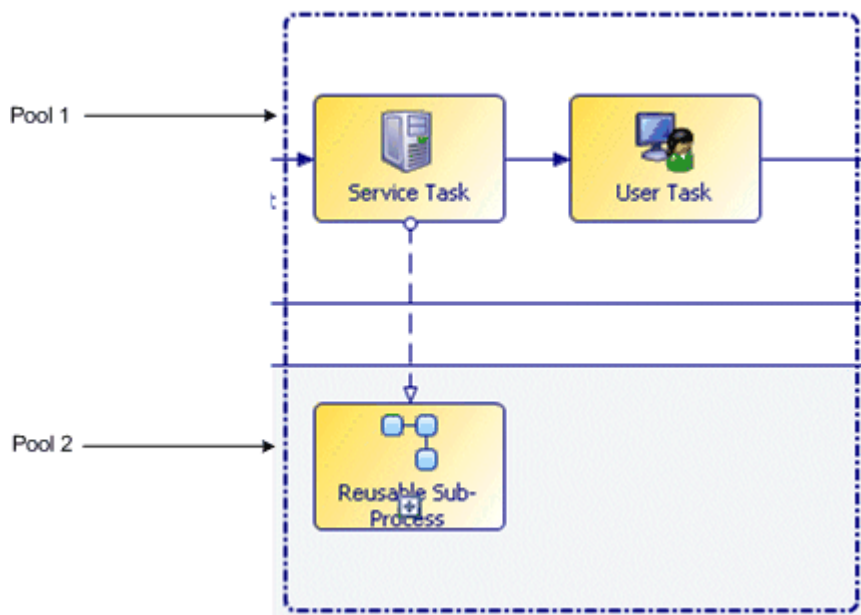 Pool 1
Service Task
User Task
t
Pool 2
Reusable Sub-
Process